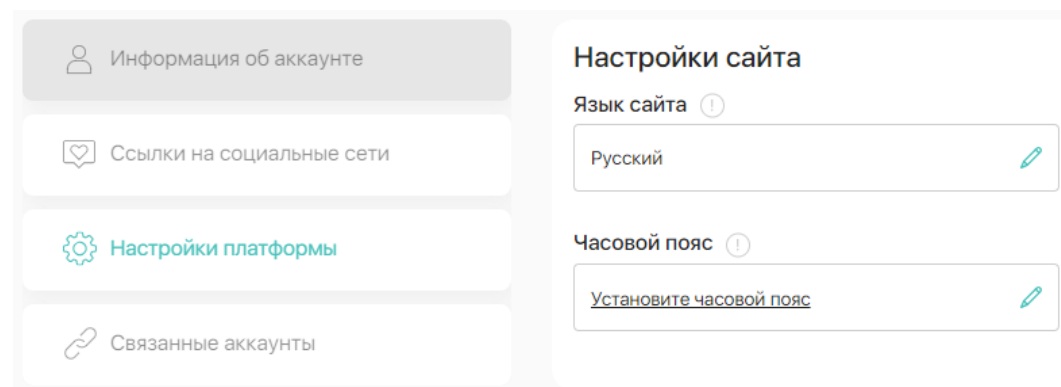 Информация об аккаунте
Ссылки на социальные сети
Настройки платформы
Связанные аккаунты
Настройки сайта
Язык сайта
Русский
Часовой пояс
Установите часовой пояс